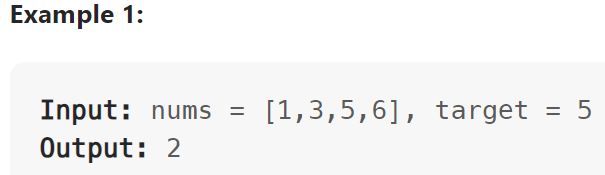 Example 1:
Input: nums = [1,3,5,6], target = 5
Output: 2